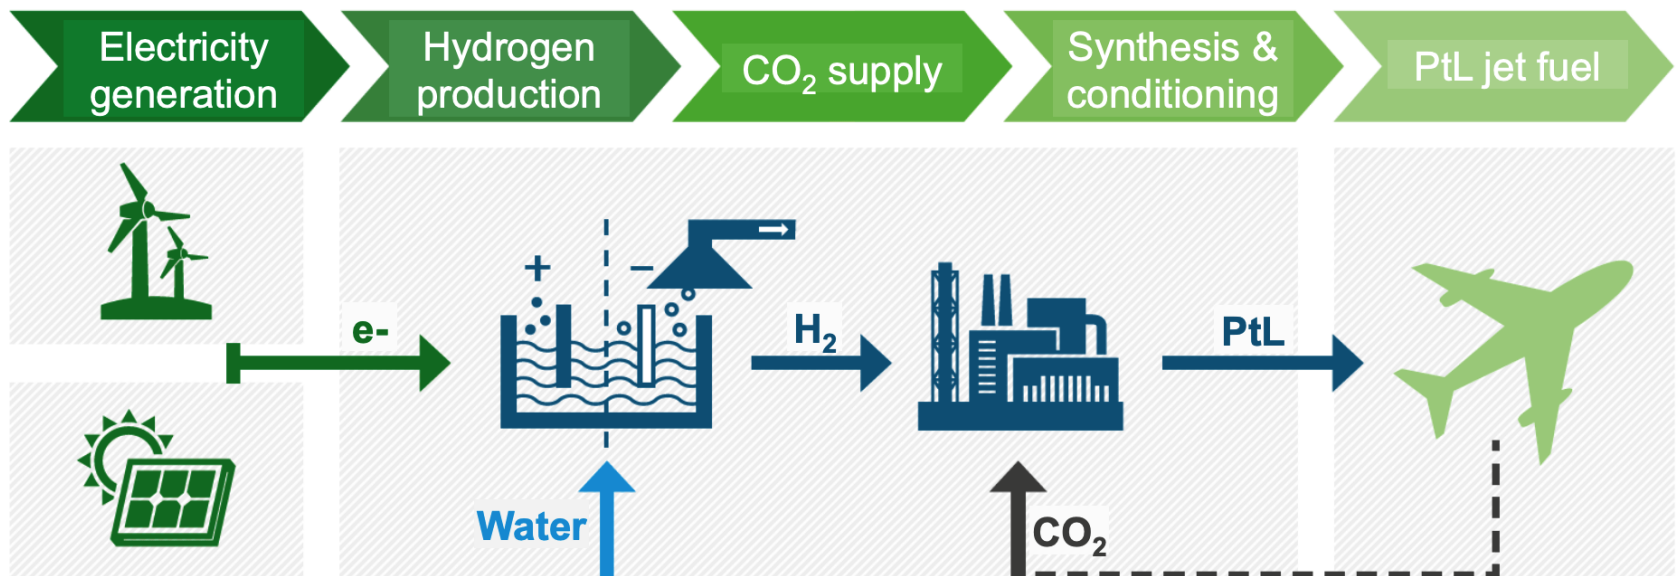 Electricity
generation
Hydrogen
production
CO₂ supply
Synthesis &
conditioning
PtL jet fuel
+
–
e-
H₂
PtL
Water
CO₂